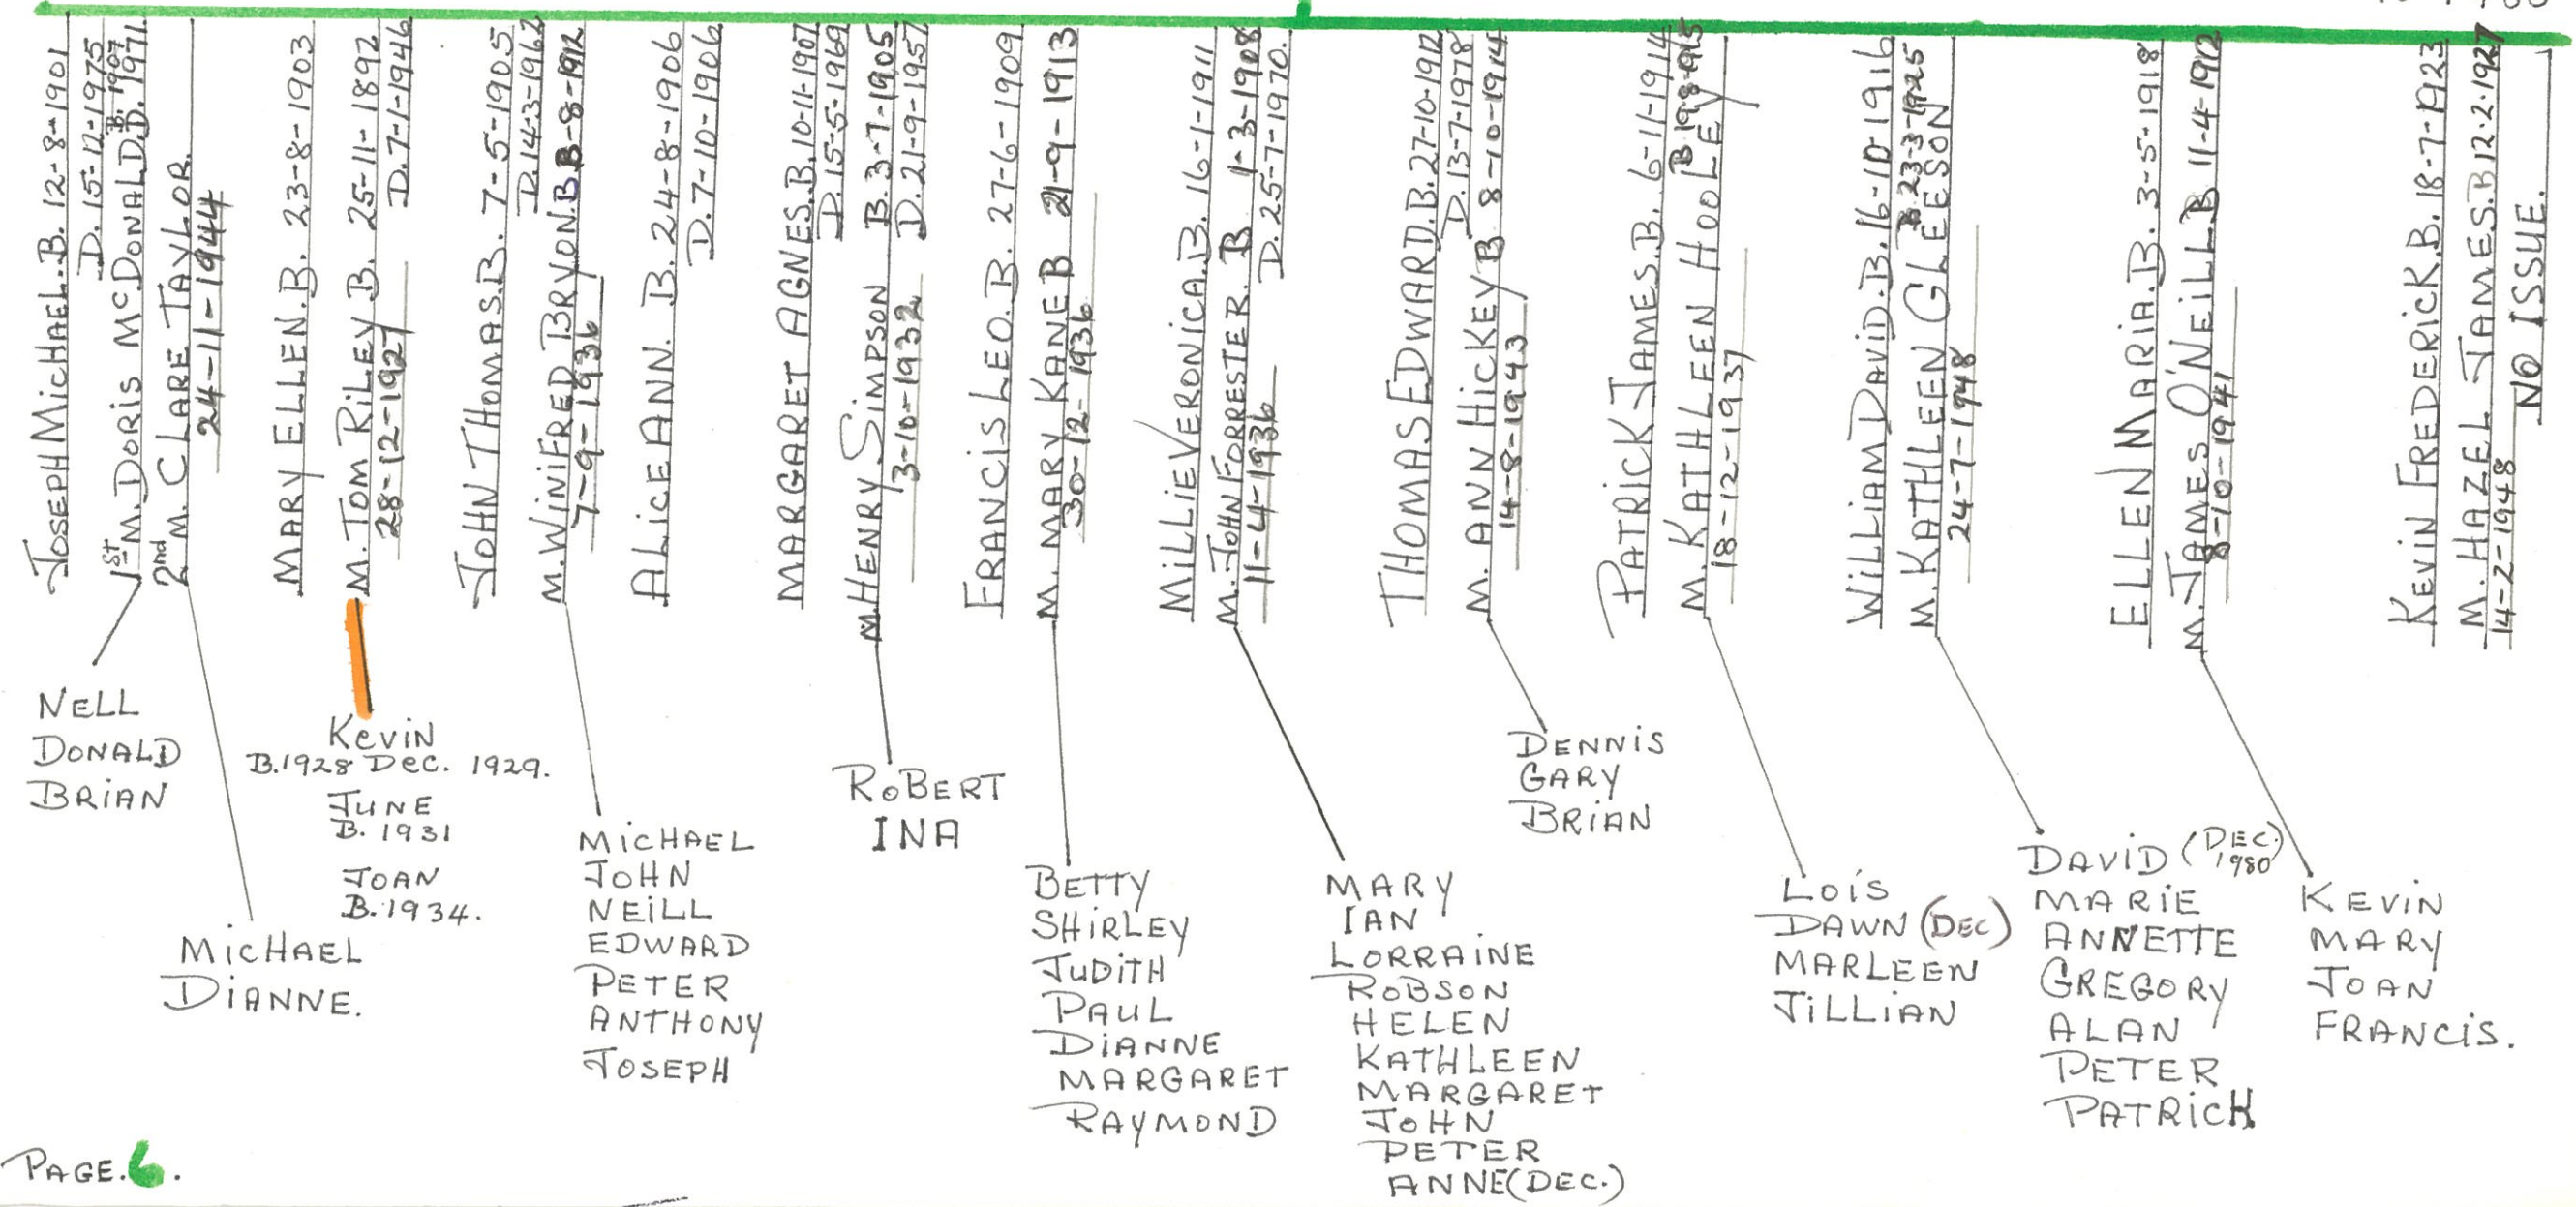 JOSEPH MICHAEL. B. 12-8-1901
D. 15-12-1975
B. 1907
1ST M. DORIS MCDONALD. D. 1971.
2nd M. CLARE TAYLOR.
24-11-1944
MARY ELLEN. B. 23-8-1903
M. TOM RILEY B. 25-11-1892
28-12-1927
D. 7-1-1946
JOHN THOMAS. B. 7-5-1905
D. 14-3-1962
M. WINIFRED BRYON. B. B-8-1912
7-9-1936
ALICE ANN. B. 24-8-1906
D. 7-10-1906
MARGARET AGNES. B. 10-11-1907
D. 15-5-1969
M HENRY SIMPSON B. 3-7-1905
3-10-1932
D. 21-9-1957
FRANCIS LEO. B. 27-6-1909
M. MARY KANE B 21-9-1913
30-12-1936
MILLIE VERONICA. B. 16-1-1911
M. JOHN FORRESTER. B 1-3-1908
11-4-1936
D. 25-7-1970.
THOMAS EDWARD. B. 27-10-1912
D. 13-7-1978
M. ANN HICKEY B 8-10-1914
14-8-1943
PATRICK JAMES. B. 6-11-1914
M. KATHLEEN HOOLEY
18-12-1937
WILLIAM DAVID. B. 16-10-1916
B. 23-3-1925
M. KATHLEEN GLEESON
24-7-1948
ELLEN MARIA. B. 23-5-1918
M. JAMES O'NEILL B 11-4-1912
8-10-1941
KEVIN FREDERICK. B. 18-7-1923
M. HAZEL JAMES. B 12.2.1927
14-2-1948
NO ISSUE.
NELL
DONALD
BRIAN
MICHAEL
DIANNE.
KEVIN
B. 1928 DEC. 1929.
JUNE
B. 1931
JOAN
B. 1934.
MICHAEL
JOHN
NEILL
EDWARD
PETER
ANTHONY
JOSEPH
ROBERT
INA
BETTY
SHIRLEY
JUDITH
PAUL
DIANNE
MARGARET
RAYMOND
MARY
IAN
LORRAINE
ROBSON
HELEN
KATHLEEN
MARGARET
JOHN
PETER
ANNE (DEC.)
DENNIS
GARY
BRIAN
LOIS
DAWN (DEC)
MARLEEN
JILLIAN
DAVID (DEC. 1980)
MARIE
ANNETTE
GREGORY
ALAN
PETER
PATRICK
KEVIN
MARY
JOAN
FRANCIS.
PAGE. 6.